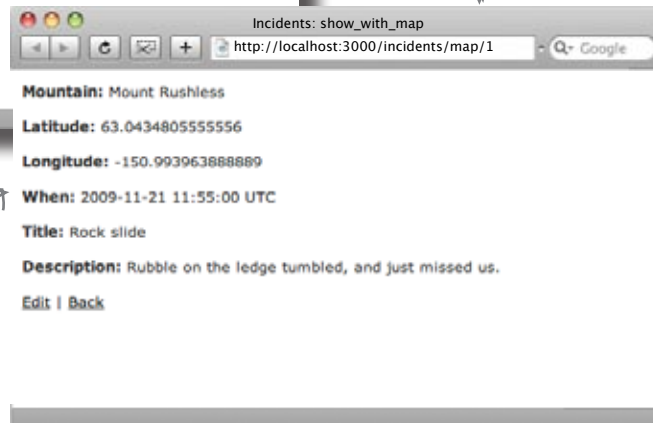 Incidents: show_with_map
http://localhost:3000/incidents/map/1
Google
Mountain: Mount Rushless
Latitude: 63.0434805555556
Longitude: -150.993963888889
When: 2009-11-21 11:55:00 UTC
Title: Rock slide
Description: Rubble on the ledge tumbled, and just missed us.
Edit | Back